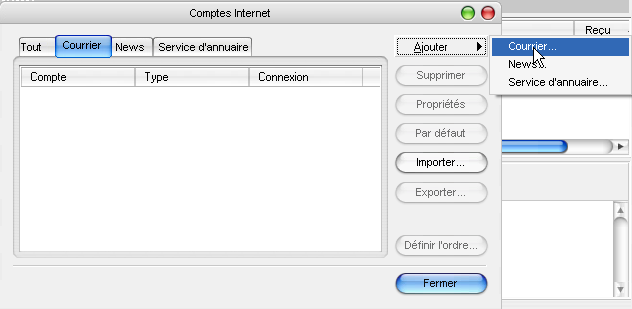 Comptes Internet
Reçu
Tout
Courrier
News
Service d'annuaire
Ajouter
Courrier...
Compte
Type
Connexion
Supprimer
News...
Service d'annuaire...
Propriétés
Par défaut
Importer...
Exporter...
Définir l'ordre...
Fermer